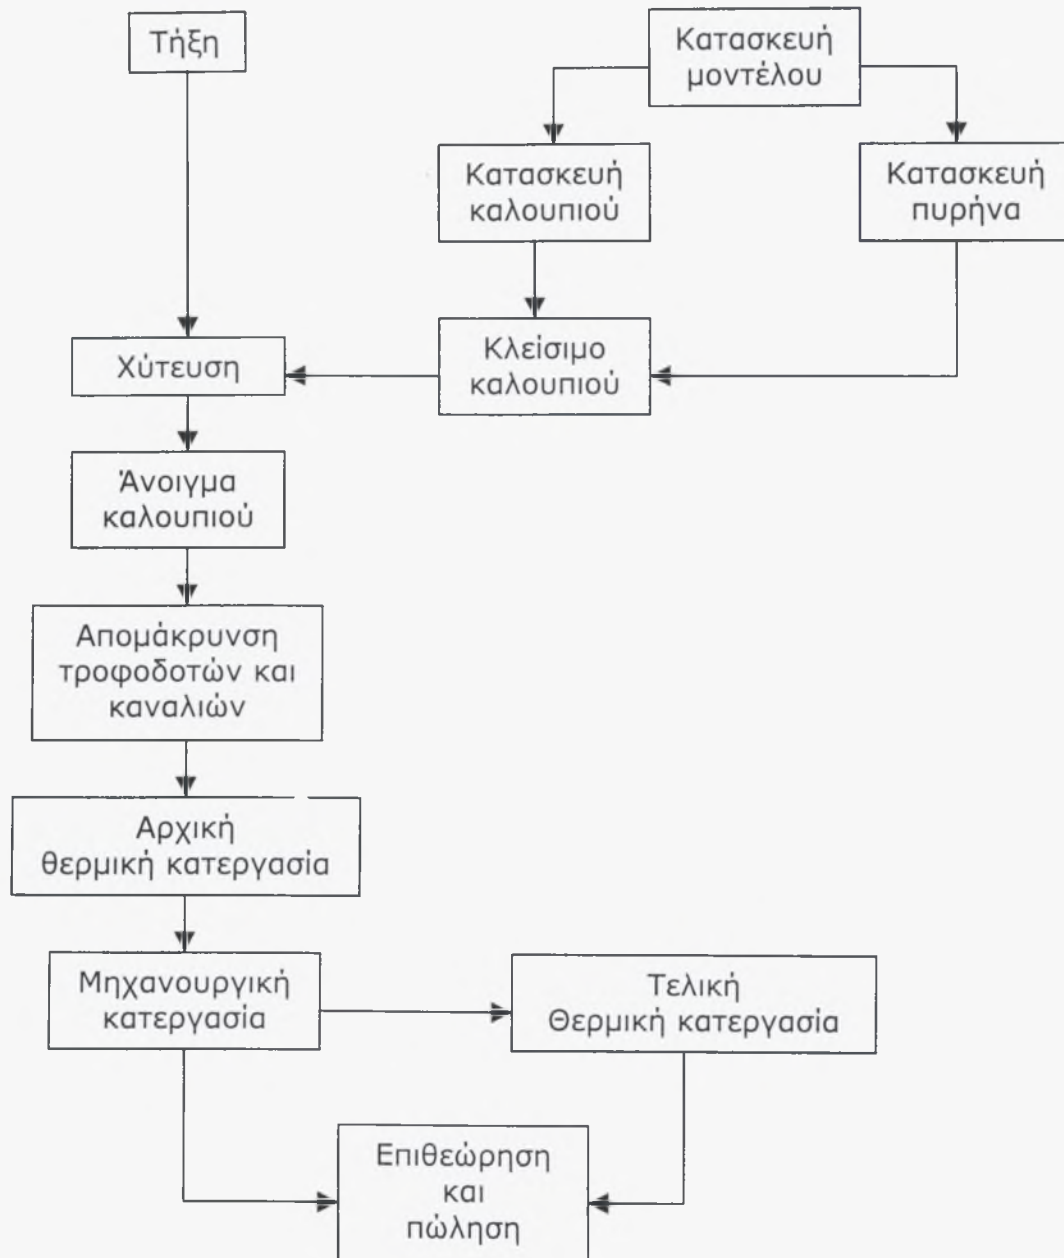 Τήξη
Κατασκευή
μοντέλου
Κατασκευή
καλουπιού
Κατασκευή
πυρήνα
Χύτευση
Κλείσιμο
καλουπιού
Άνοιγμα
καλουπιού
Απομάκρυνση
τροφοδοτών και
καναλιών
Αρχική
θερμική κατεργασία
Μηχανουργική
κατεργασία
Τελική
Θερμική κατεργασία
Επιθεώρηση
και
πώληση